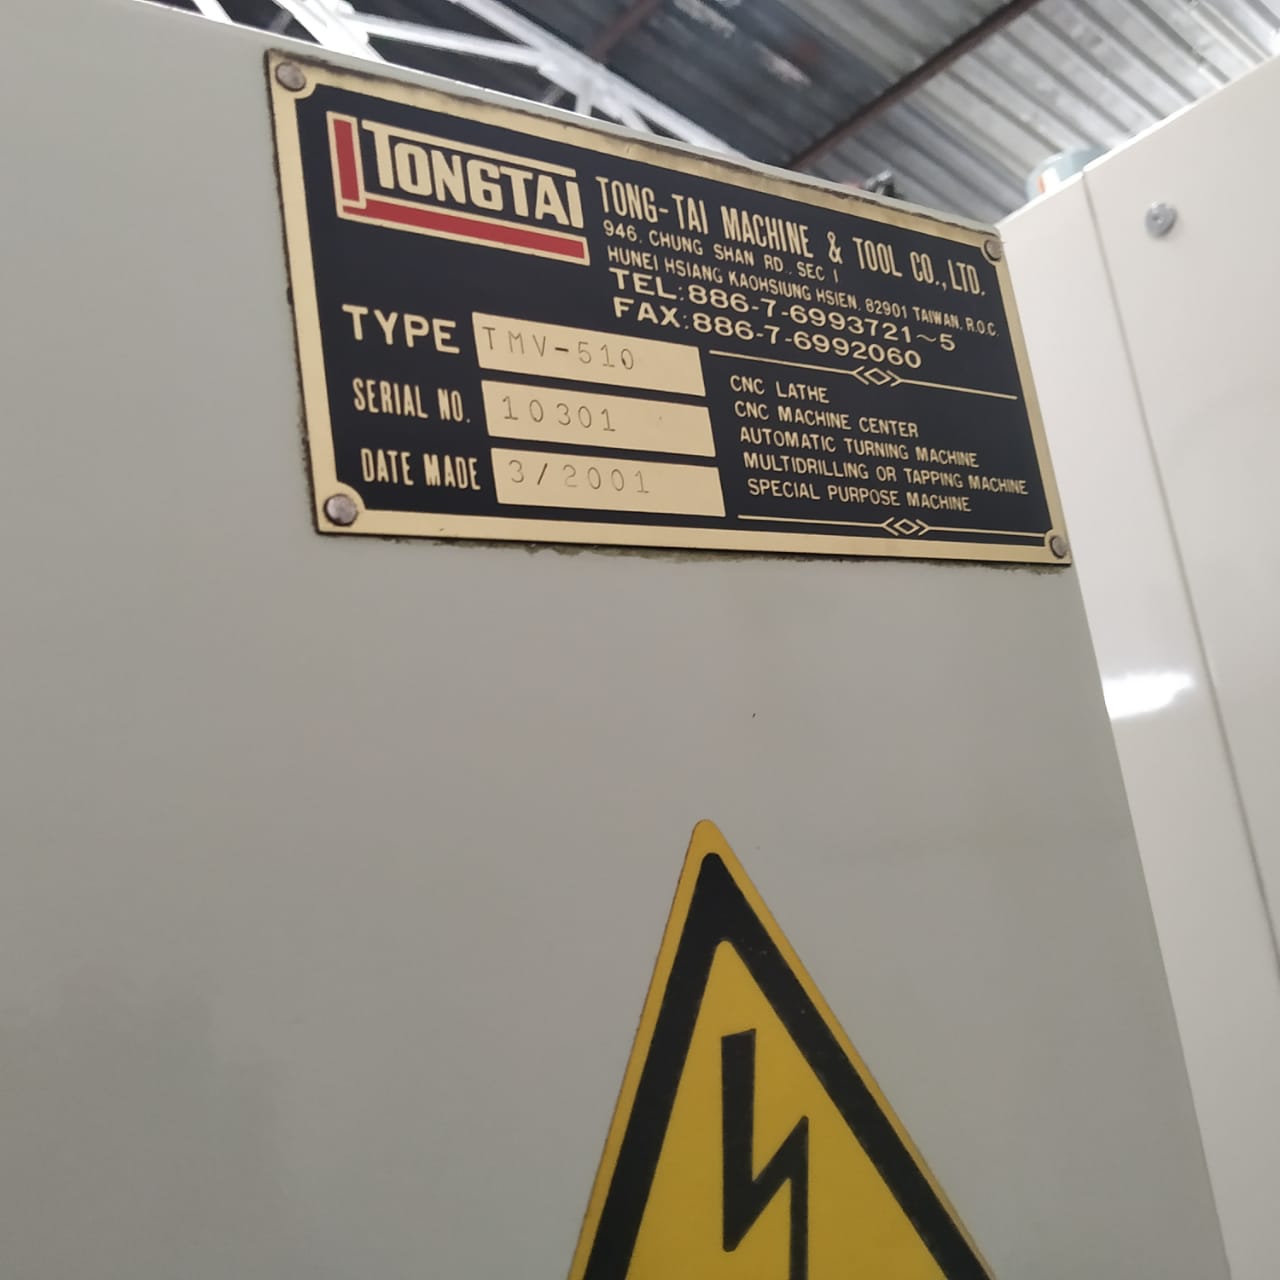 TONGTAI
TONG-TAI MACHINE & TOOL CO.,LTD.
946, CHUNG SHAN RD., SEC 1
HUNEI HSIANG KAOHSIUNG HSIEN, 82901 TAIWAN, R.O.C.
TEL:886-7-6993721~5
FAX:886-7-6992060
TYPE TMV-510
SERIAL NO. 10301
DATE MADE 3/2001
CNC LATHE
CNC MACHINE CENTER
AUTOMATIC TURNING MACHINE
MULTIDRILLING OR TAPPING MACHINE
SPECIAL PURPOSE MACHINE